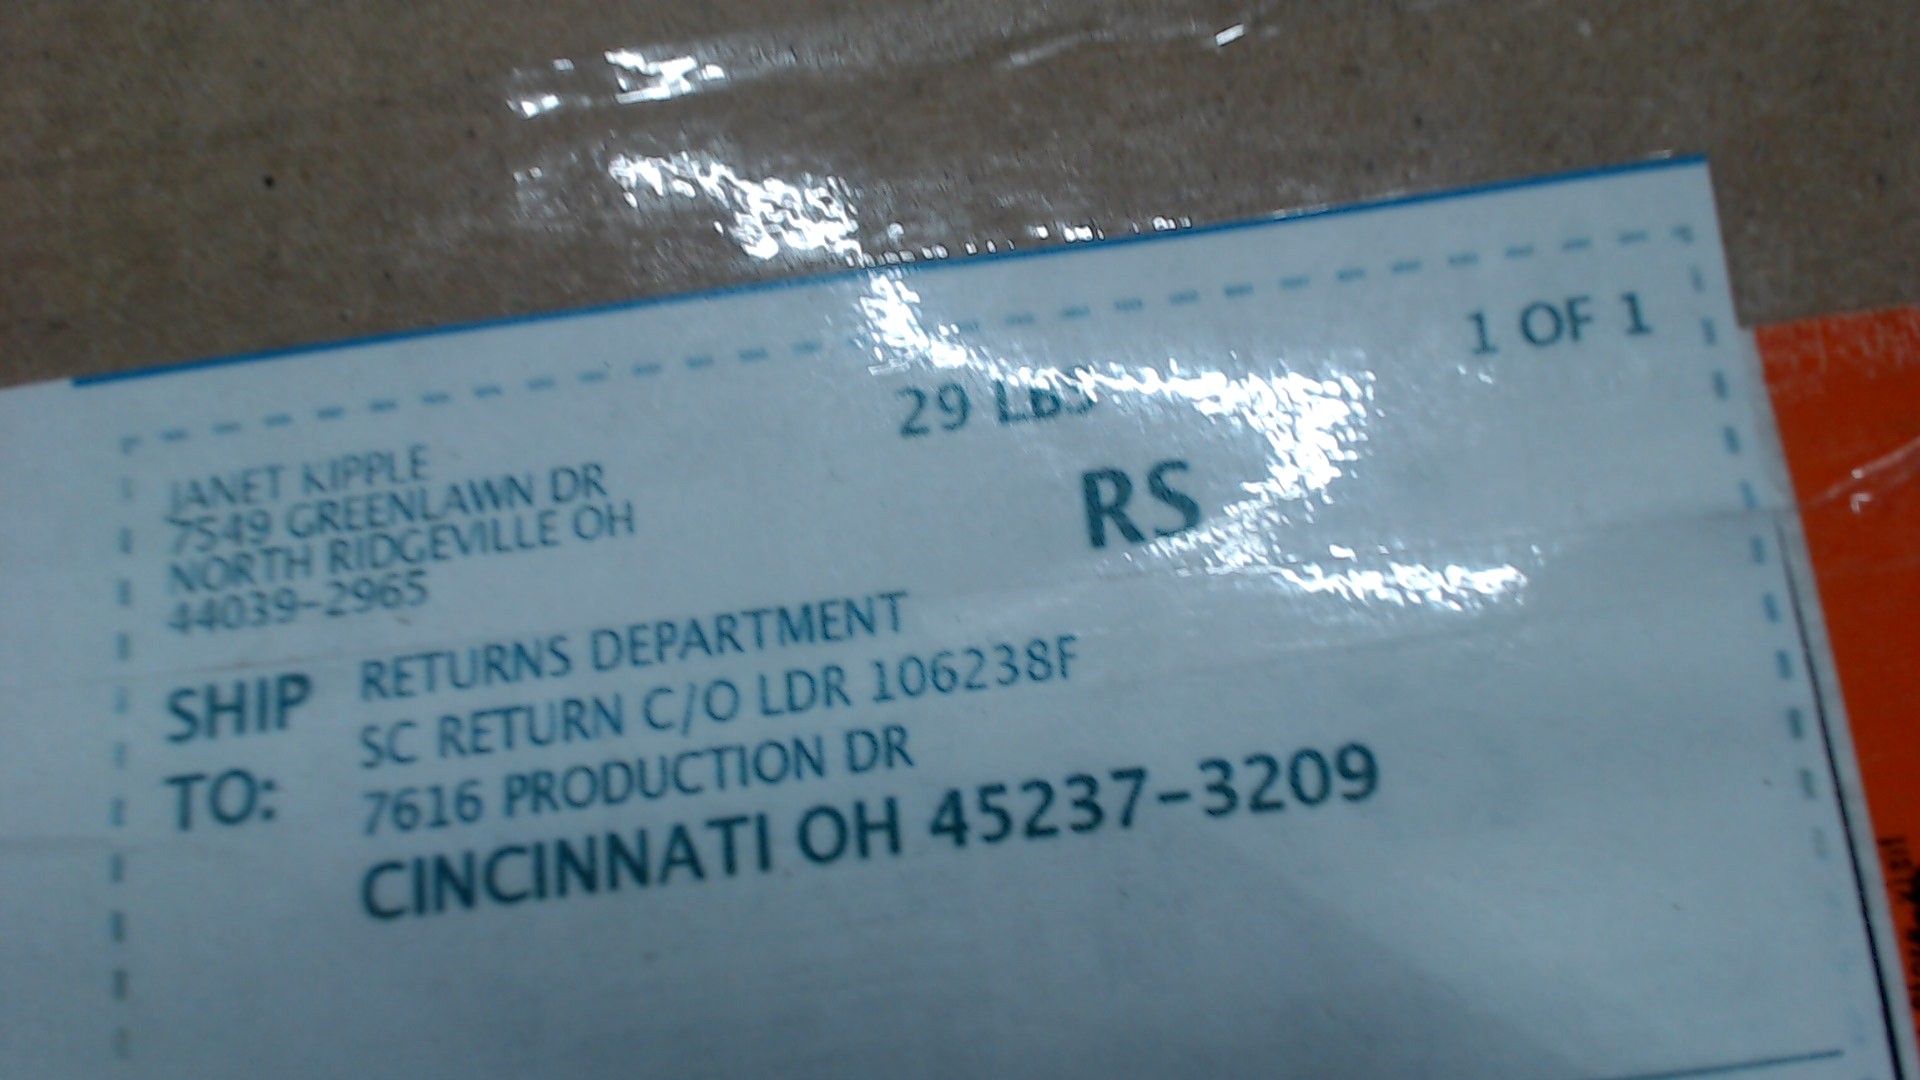 1 OF 1
29 LBS
JANET KIPPLE
7549 GREENLAWN DR
NORTH RIDGEVILLE OH
44039-2965
RS
SHIP TO:
RETURNS DEPARTMENT
SC RETURN C/O LDR 106238F
7616 PRODUCTION DR
CINCINNATI OH 45237-3209